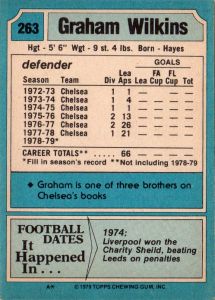 263 Graham Wilkins
Hgt - 5' 6" Wgt - 9 st. 4 lbs. Born - Hayes
defender GOALS
Lea FA FL
Season Team Div Aps Lea Cup Cup Tot
1972-73 Chelsea 1 1
1973-74 Chelsea 1 4
1974-75 Chelsea 1
1975-76 Chelsea 2 13
1976-77 Chelsea 2 26
1977-78 Chelsea 1 21
1978-79*
CAREER TOTALS... 66 - - - -
*Fill in season's record *Not including 1978-79
Graham is one of three brothers on
Chelsea's books
FOOTBALL
DATES
It
Happened
In...
1974:
Liverpool won the
Charity Sheild, beating
Leeds on penalties
© 1979 TOPPS CHEWING GUM, INC.